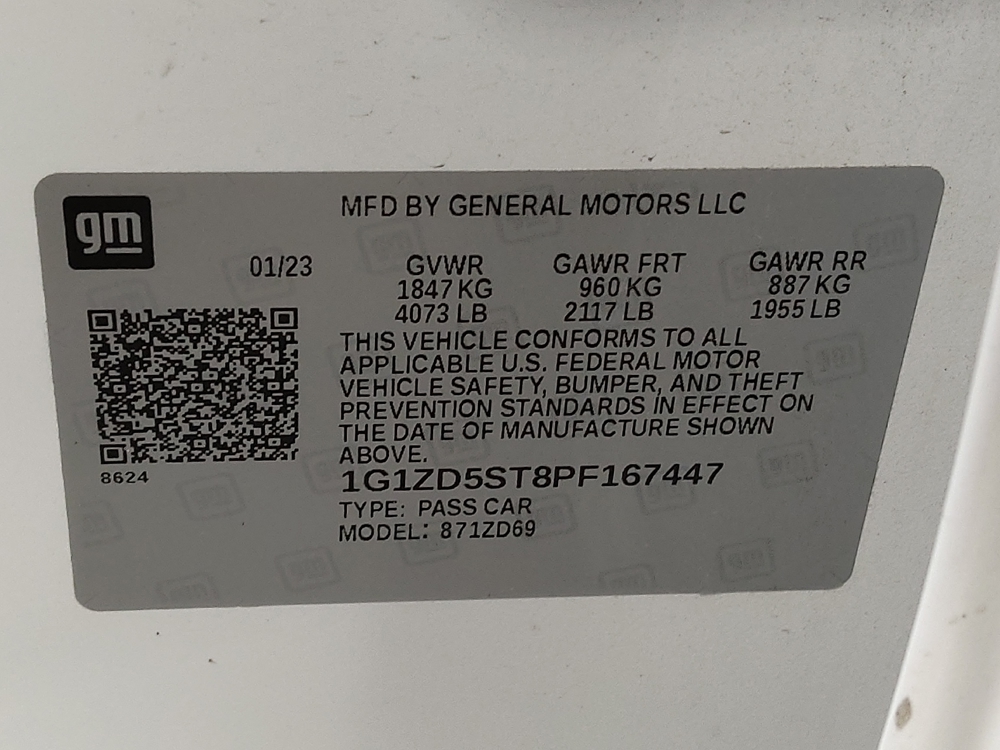 gm
MFD BY GENERAL MOTORS LLC
01/23 GVWR GAWR FRT GAWR RR
1847 KG 960 KG 887 KG
4073 LB 2117 LB 1955 LB
THIS VEHICLE CONFORMS TO ALL
APPLICABLE U.S. FEDERAL MOTOR
VEHICLE SAFETY, BUMPER, AND THEFT
PREVENTION STANDARDS IN EFFECT ON
THE DATE OF MANUFACTURE SHOWN
ABOVE.
8624
1G1ZD5ST8PF167447
TYPE: PASS CAR
MODEL: 871ZD69